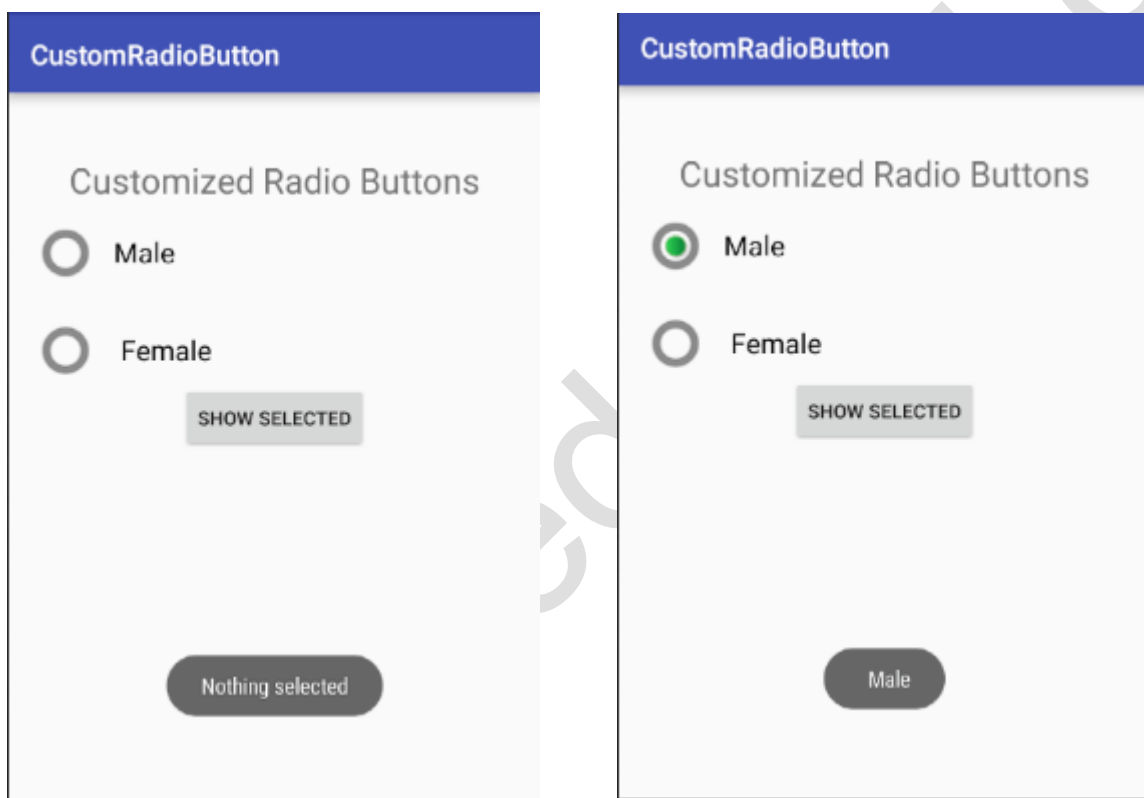 CustomRadioButton
Customized Radio Buttons
Male
Female
SHOW SELECTED
Nothing selected
CustomRadioButton
Customized Radio Buttons
Male
Female
SHOW SELECTED
Male